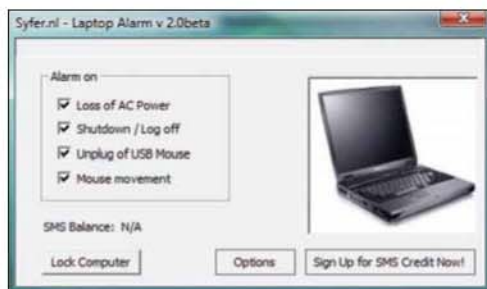 Syfer.nl - Laptop Alarm v 2.0beta
Alarm on
Loss of AC Power
Shutdown / Log off
Unplug of USB Mouse
Mouse movement
SMS Balance: N/A
Lock Computer
Options
Sign Up for SMS Credit Now!